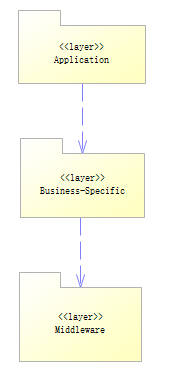 <<layer>>
Application
<<layer>>
Business-Specific
<<layer>>
Middleware